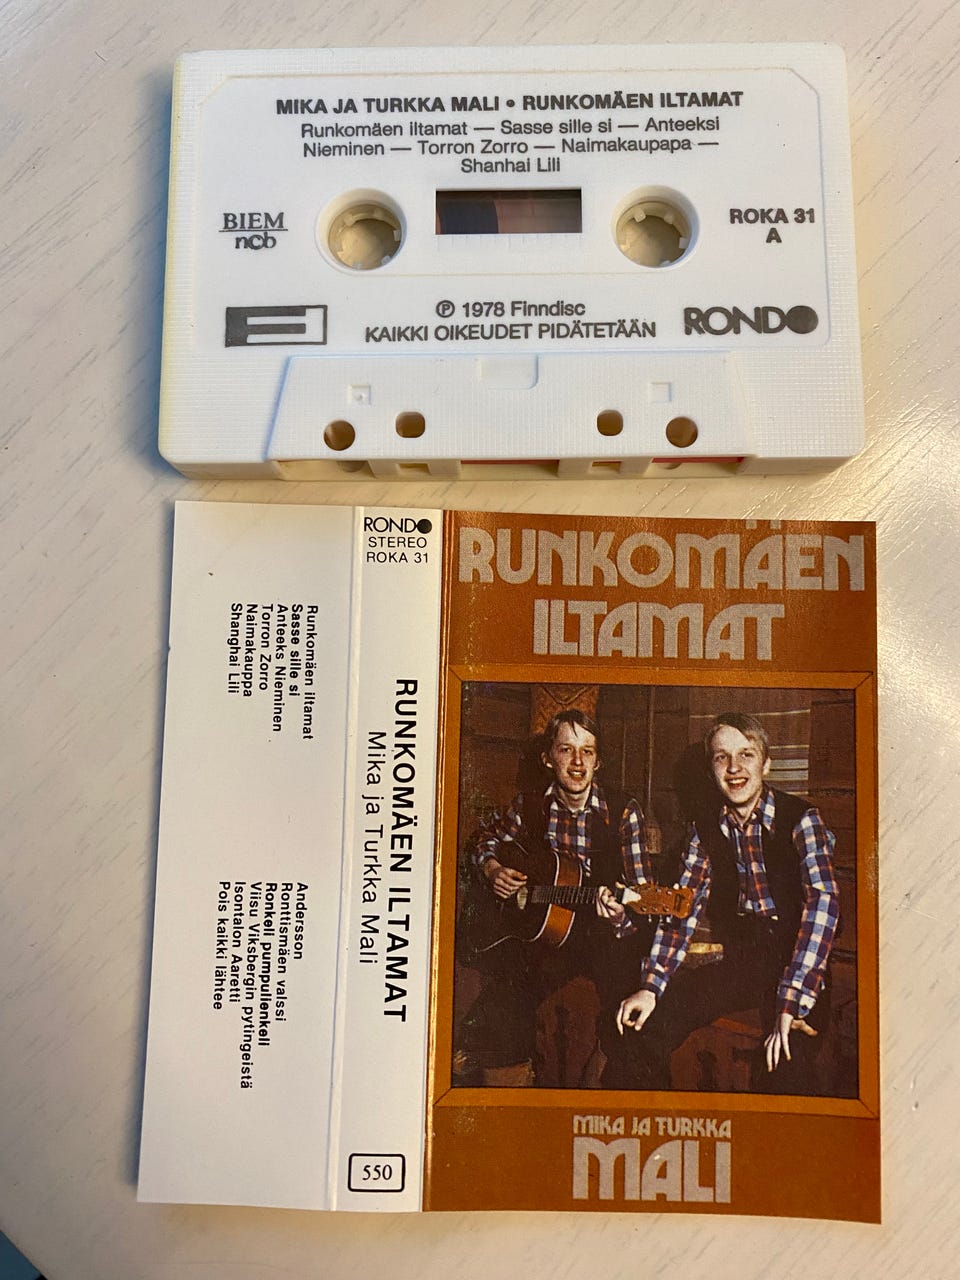 MIKA JA TURKKA MALI • RUNKOMÄEN ILTAMAT
Runkomäen iltamat — Sasse sille si — Anteeksi
Nieminen — Torron Zorro — Naimakaupapa —
Shanhai Lili
BIEM
ncb
ROKA 31
A
Ⓟ 1978 Finndisc
KAIKKI OIKEUDET PIDÄTETÄÄN
RONDO
Runkomäen iltamat
Sasse sille si
Anteeks Nieminen
Torron Zorro
Naimakauppa
Shanghai Lili
Andersson
Ronttismäen valssi
Ronkeli pumpulienkeli
Viisu Viksbergin pytingeistä
Isontalon Aaretti
Pois kaikki lähtee
RONDO
STEREO
ROKA 31
RUNKOMÄEN ILTAMAT
Mika ja Turkka Mali
550
RUNKOMÄEN
ILTAMAT
MIKA JA TURKKA
MALI